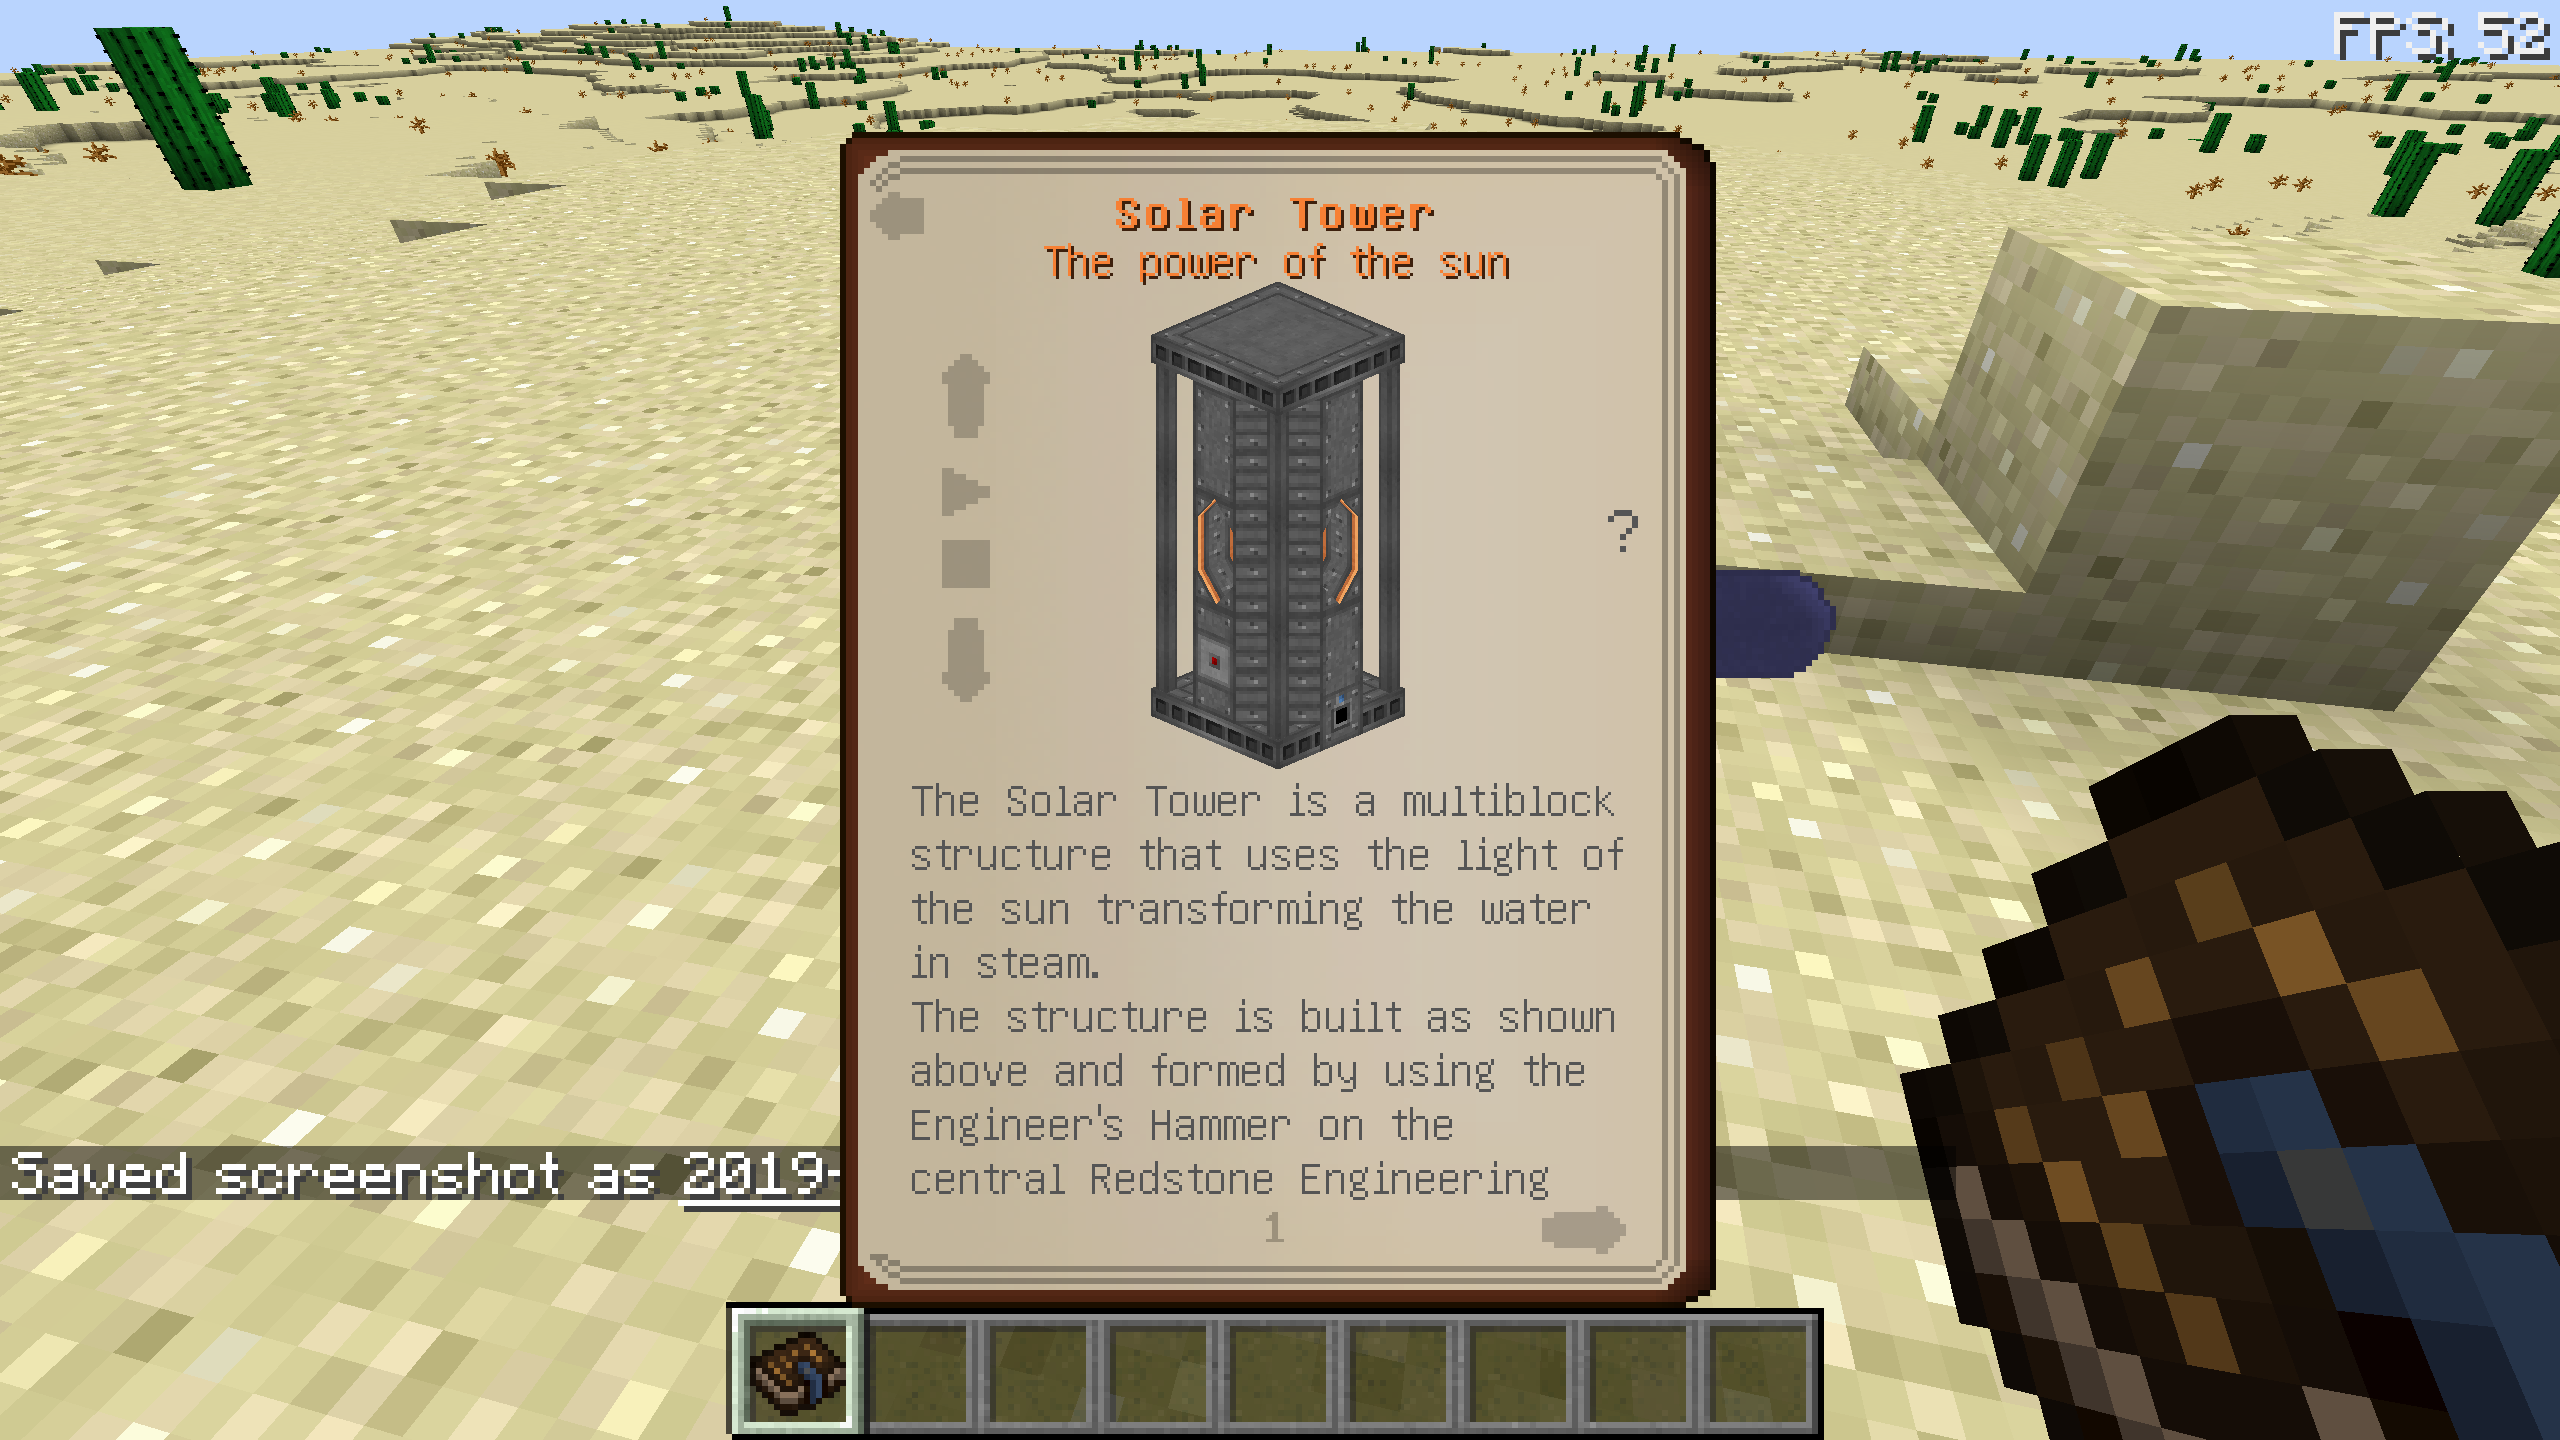 FPS: 52
Solar Tower
The power of the sun
?
The Solar Tower is a multiblock
structure that uses the light of
the sun transforming the water
in steam.
The structure is built as shown
above and formed by using the
Engineer's Hammer on the
central Redstone Engineering
1
Saved screenshot as 2019-